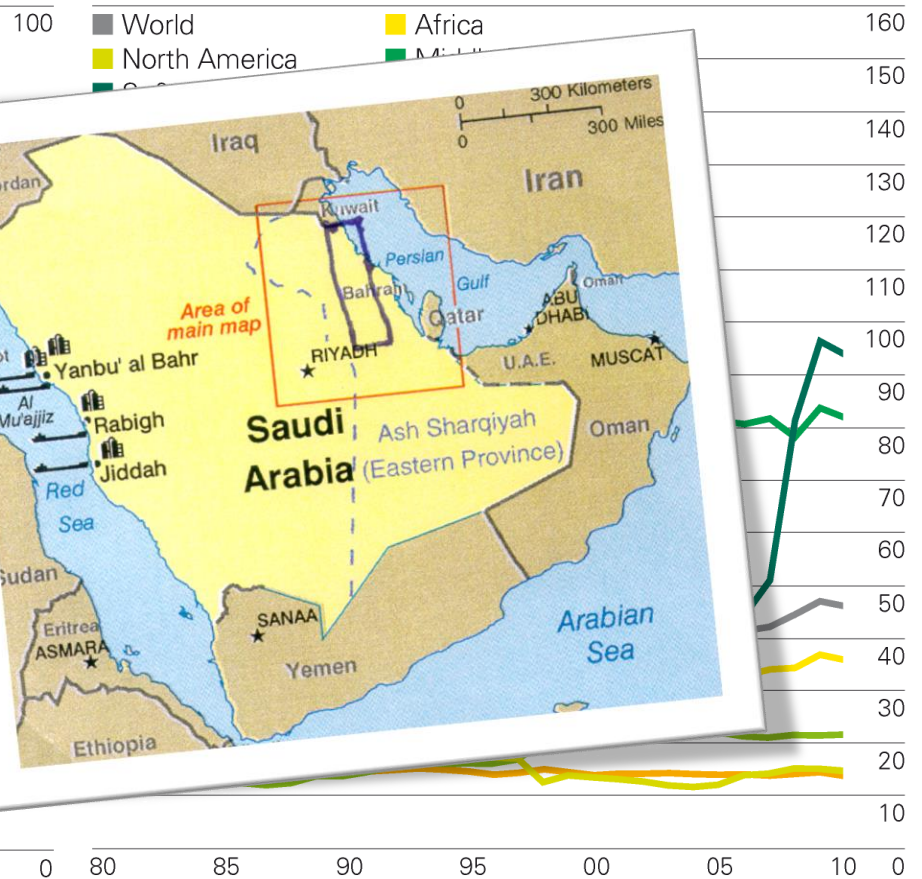 100
World
Africa
160
North America
150
140
130
120
110
100
90
80
70
60
50
40
30
20
10
0
80
85
90
95
00
05
10
0
0
300 Kilometers
0
300 Miles
Iraq
Iran
Kuwait
Persian
Gulf
Bahrain
Qatar
Oman
ABU
DHABI
Area of
main map
RIYADH
U.A.E.
MUSCAT
Yanbu' al Bahr
Al
Mu'ajjiz
Rabigh
Jiddah
Saudi
Arabia
Ash Sharqiyah
(Eastern Province)
Oman
Red
Sea
Sudan
Eritrea
ASMARA
SANAA
Yemen
Arabian
Sea
Ethiopia